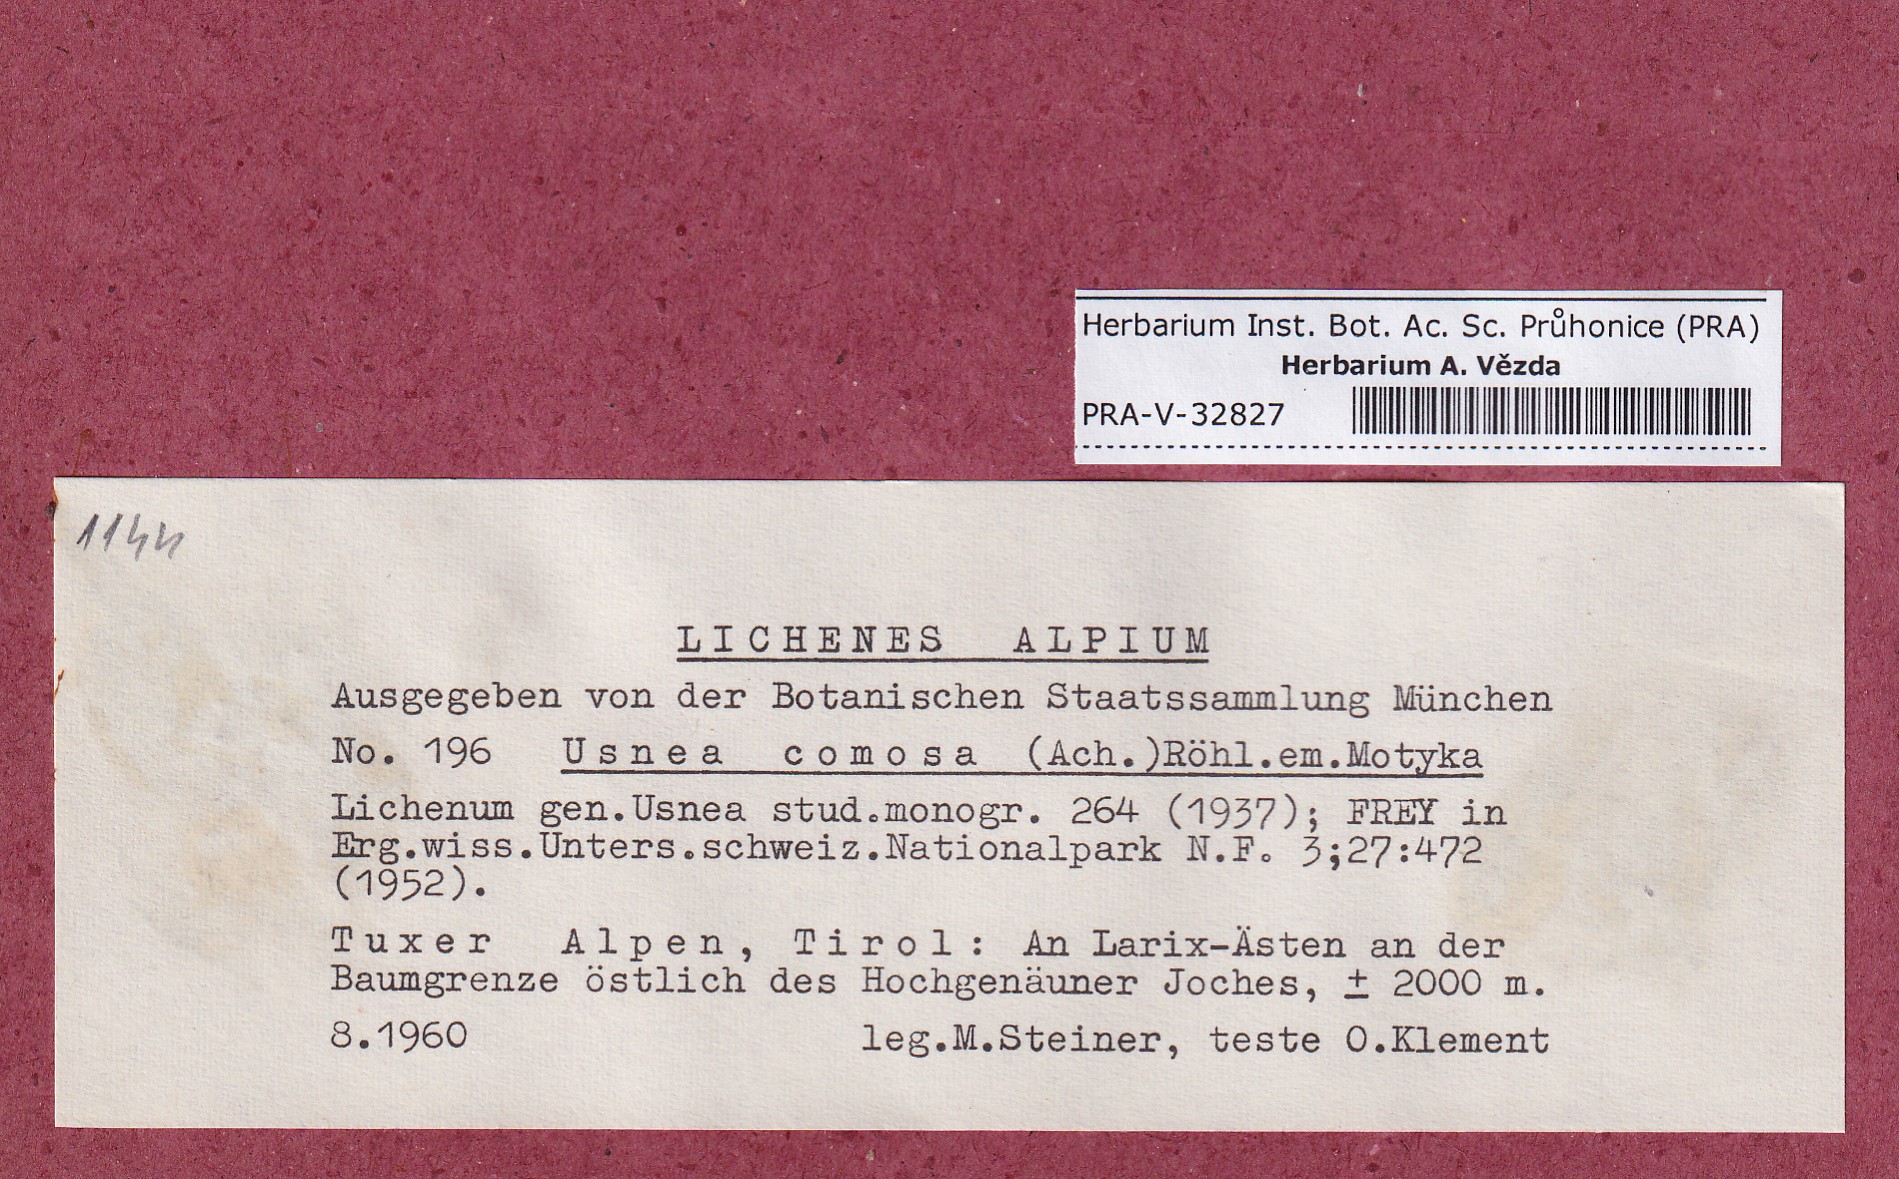 Herbarium Inst. Bot. Ac. Sc. Průhonice (PRA)
Herbarium A. Vězda
PRA-V-32827
1144
LICHENES ALPIUM
Ausgegeben von der Botanischen Staatssammlung München
No. 196 Usnea comosa (Ach.)Röhl.em.Motyka
Lichenum gen.Usnea stud.monogr. 264 (1937); FREY in
Erg.wiss.Unters.schweiz.Nationalpark N.F. 3;27:472
(1952).
Tuxer Alpen, Tirol: An Larix-Ästen an der
Baumgrenze östlich des Hochgenäuner Joches, ± 2000 m.
8.1960 leg.M.Steiner, teste O.Klement